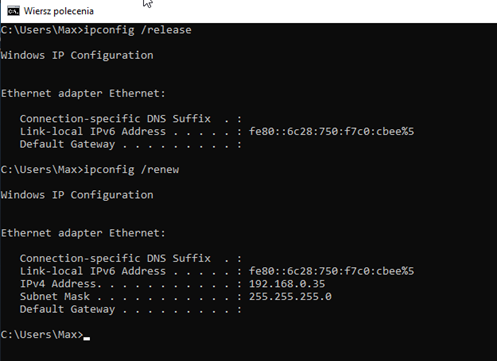 Wiersz polecenia
C:\Users\Max>ipconfig /release
Windows IP Configuration
Ethernet adapter Ethernet:
Connection-specific DNS Suffix  . :
Link-local IPv6 Address . . . . . : fe80::6c28:750:f7c0:cbee%5
Default Gateway . . . . . . . . . :
C:\Users\Max>ipconfig /renew
Windows IP Configuration
Ethernet adapter Ethernet:
Connection-specific DNS Suffix  . :
Link-local IPv6 Address . . . . . : fe80::6c28:750:f7c0:cbee%5
IPv4 Address. . . . . . . . . . . : 192.168.0.35
Subnet Mask . . . . . . . . . . . : 255.255.255.0
Default Gateway . . . . . . . . . :
C:\Users\Max>